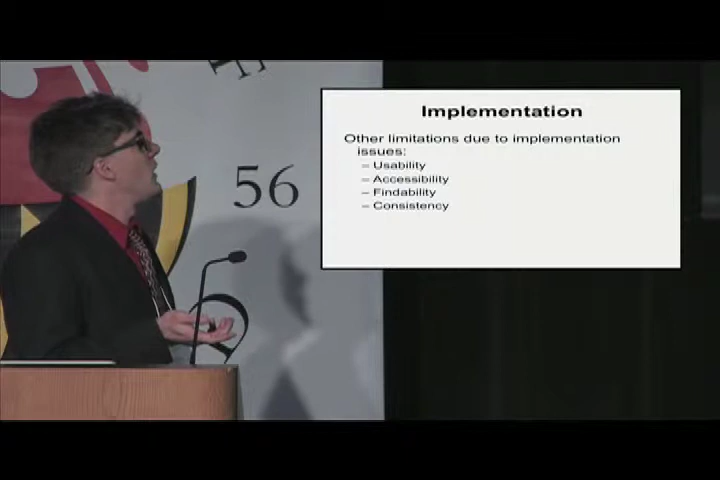 56
Implementation
Other limitations due to implementation
issues:
– Usability
– Accessibility
– Findability
– Consistency